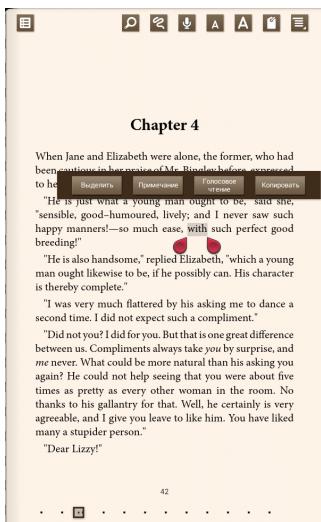 A
A
Chapter 4
When Jane and Elizabeth were alone, the former, who had
been cautious in her praise of Mr. Bingley before, expressed
to he
Выделить
Примечание
Голосовое
чтение
Копировать
"He is just what a young man ought to be," said she,
"sensible, good–humoured, lively; and I never saw such
happy manners!—so much ease, with such perfect good
breeding!"
"He is also handsome," replied Elizabeth, "which a young
man ought likewise to be, if he possibly can. His character
is thereby complete."
"I was very much flattered by his asking me to dance a
second time. I did not expect such a compliment."
"Did not you? I did for you. But that is one great difference
between us. Compliments always take you by surprise, and
me never. What could be more natural than his asking you
again? He could not help seeing that you were about five
times as pretty as every other woman in the room. No
thanks to his gallantry for that. Well, he certainly is very
agreeable, and I give you leave to like him. You have liked
many a stupider person."
"Dear Lizzy!"
42